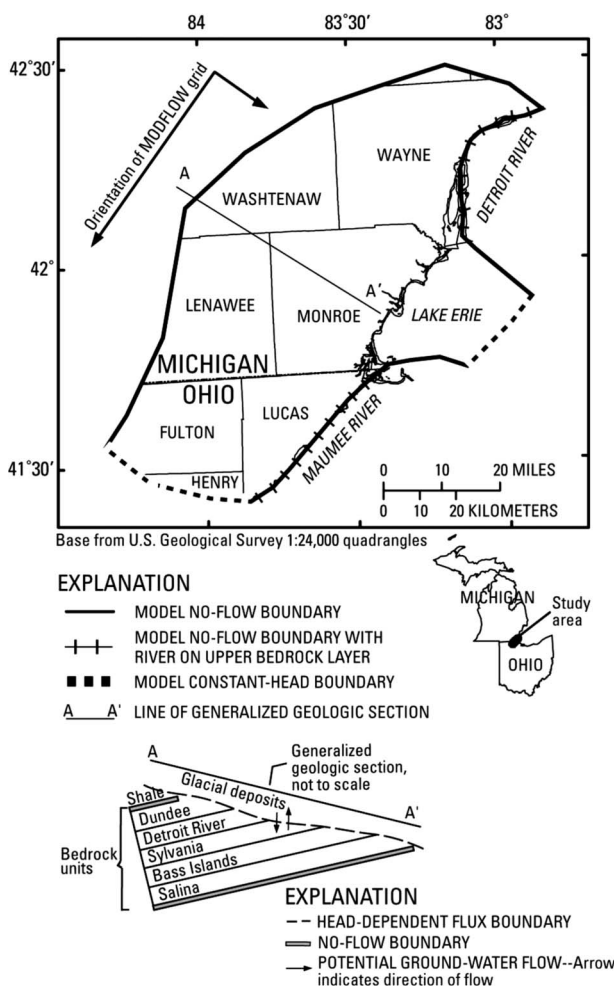 84
83°30'
83°
42°30'
42°
41°30'
Orientation of MODFLOW grid
A
WAYNE
WASHTENAW
DETROIT RIVER
LENAWEE
MONROE
A'
LAKE ERIE
MICHIGAN
OHIO
FULTON
LUCAS
HENRY
MAUMEE RIVER
0 10 20 MILES
0 10 20 KILOMETERS
Base from U.S. Geological Survey 1:24,000 quadrangles
EXPLANATION
MODEL NO-FLOW BOUNDARY
MODEL NO-FLOW BOUNDARY WITH
RIVER ON UPPER BEDROCK LAYER
MODEL CONSTANT-HEAD BOUNDARY
A A' LINE OF GENERALIZED GEOLOGIC SECTION
MICHIGAN
Study
area
OHIO
A
Generalized
geologic section,
not to scale
A'
Glacial deposits
Shale
Dundee
Detroit River
Sylvania
Bass Islands
Salina
Bedrock
units
EXPLANATION
HEAD-DEPENDENT FLUX BOUNDARY
NO-FLOW BOUNDARY
POTENTIAL GROUND-WATER FLOW--Arrow
indicates direction of flow